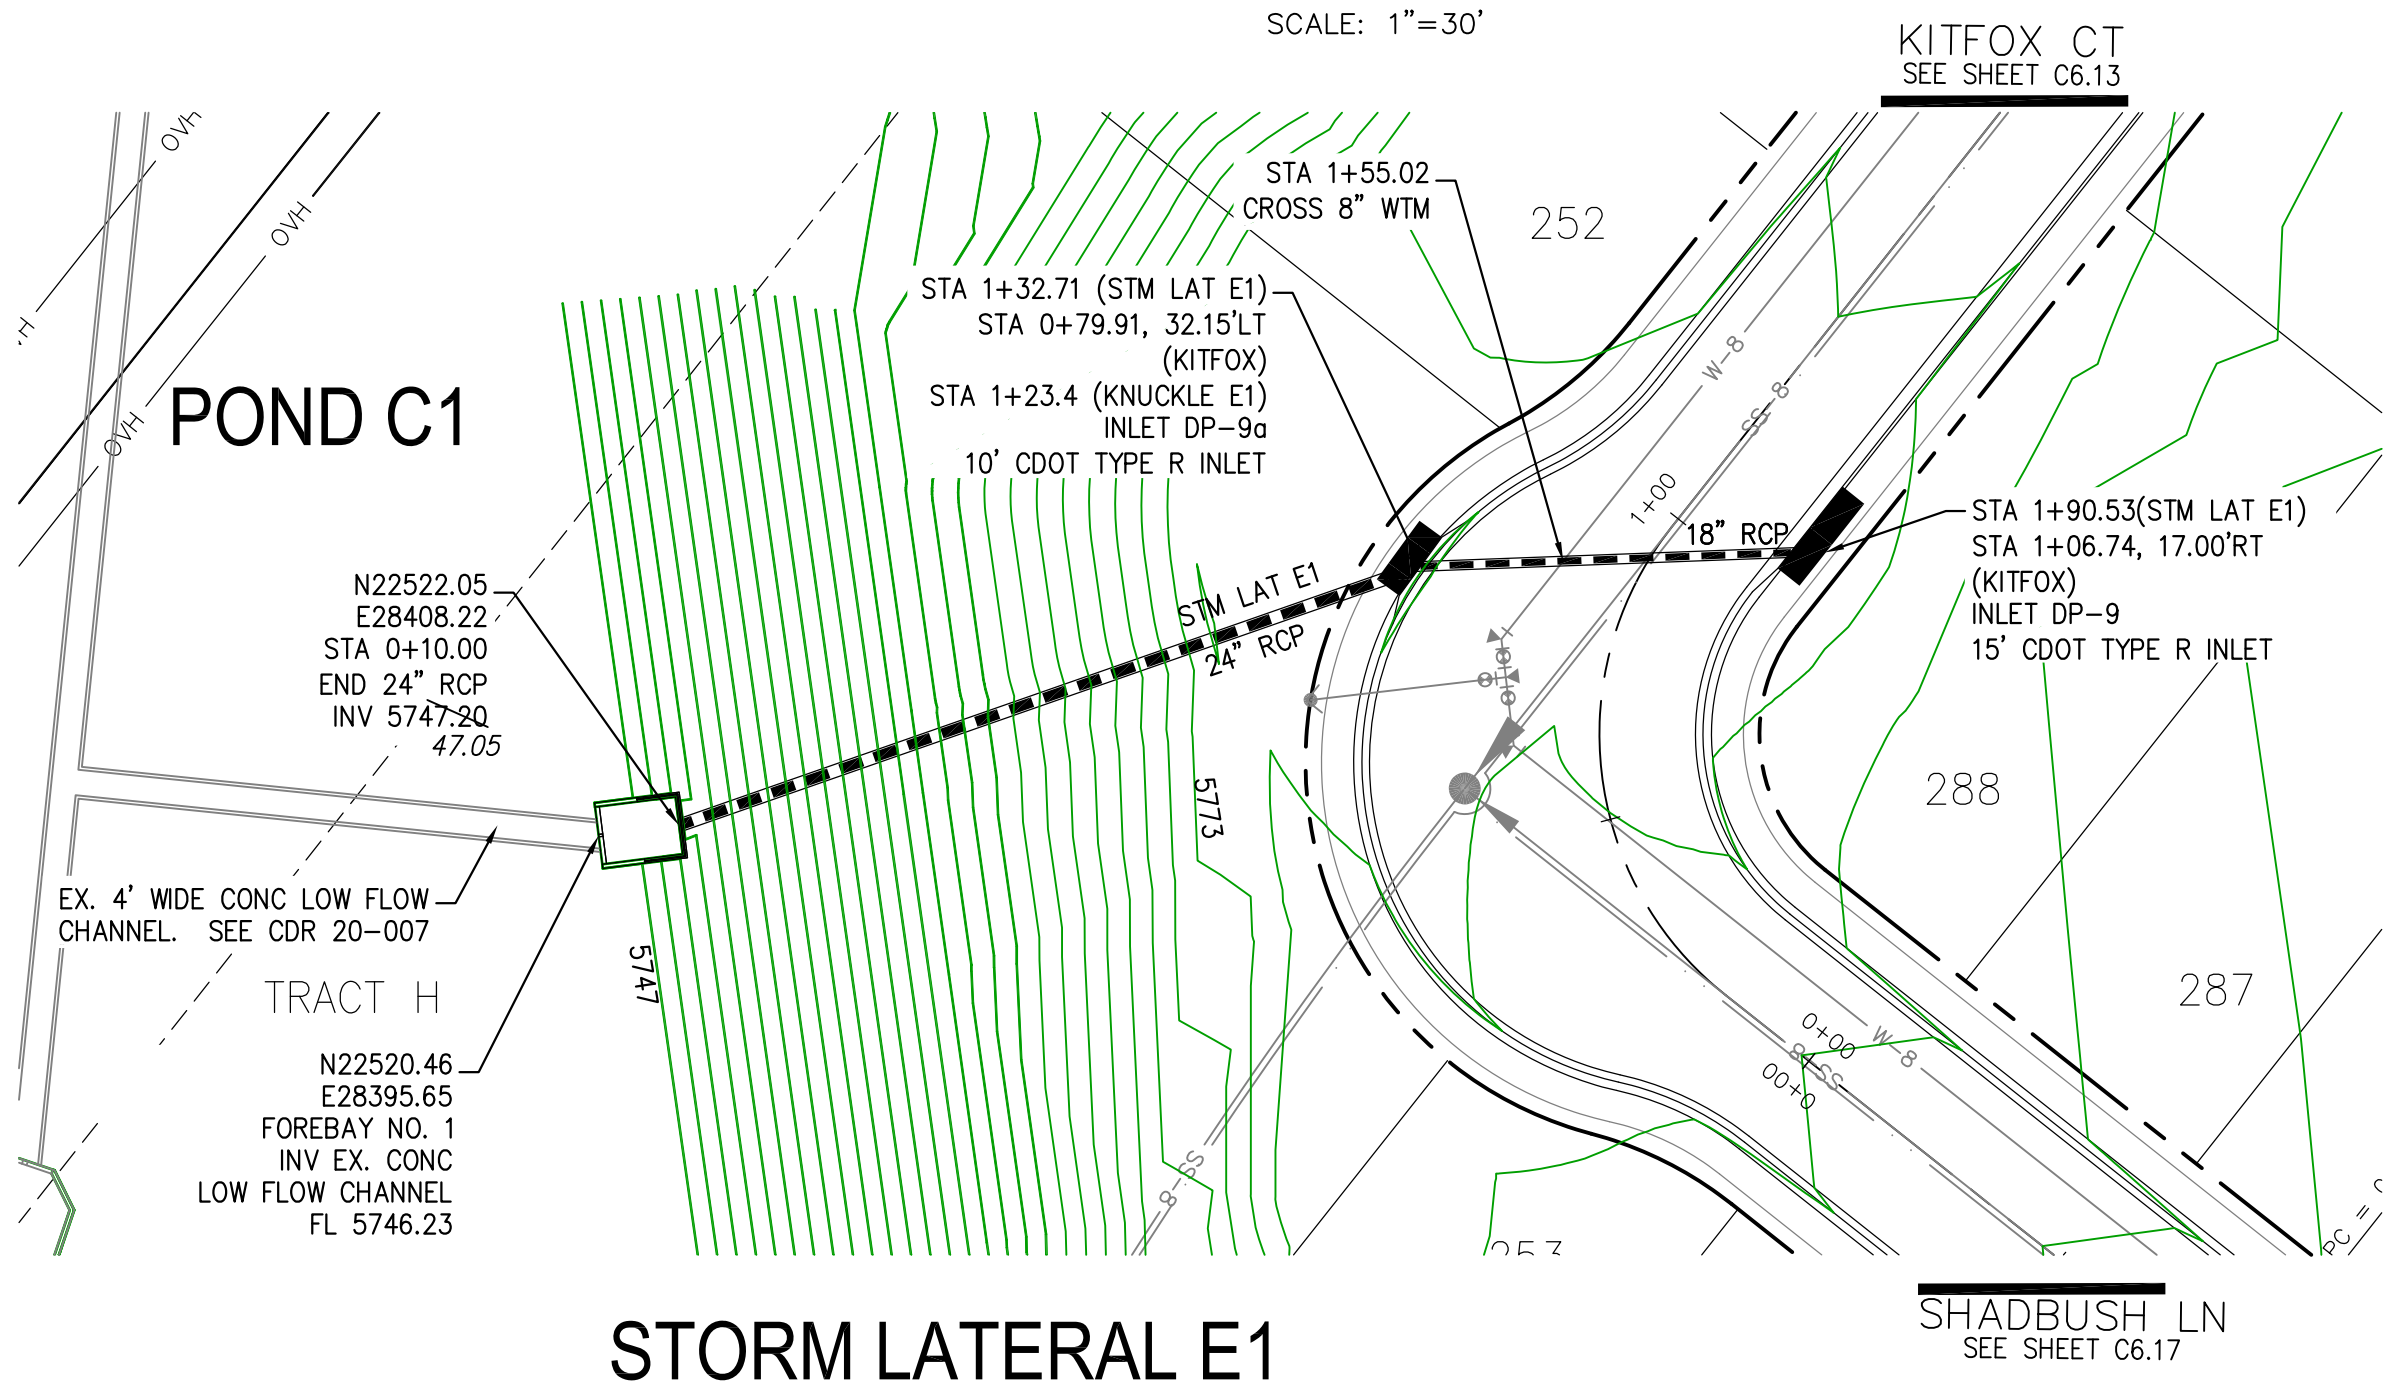 SCALE: 1"=30'
KITFOX CT
SEE SHEET C6.13
OVH
OVH
OVH
H
STA 1+55.02
CROSS 8" WTM
252
STA 1+32.71 (STM LAT E1)
STA 0+79.91, 32.15'LT
(KITFOX)
STA 1+23.4 (KNUCKLE E1)
INLET DP-9a
10' CDOT TYPE R INLET
W-8
SS-8
POND C1
1+00
18" RCP
STA 1+90.53(STM LAT E1)
STA 1+06.74, 17.00'RT
(KITFOX)
INLET DP-9
15' CDOT TYPE R INLET
N22522.05
E28408.22
STA 0+10.00
END 24" RCP
INV 5747.20
47.05
STM LAT E1
24" RCP
5773
288
EX. 4' WIDE CONC LOW FLOW
CHANNEL. SEE CDR 20-007
5747
TRACT H
287
0+00
W-8
8-SS
0+00
N22520.46
E28395.65
FOREBAY NO. 1
INV EX. CONC
LOW FLOW CHANNEL
FL 5746.23
8-SS
253
PC =
SHADBUSH LN
SEE SHEET C6.17
STORM LATERAL E1